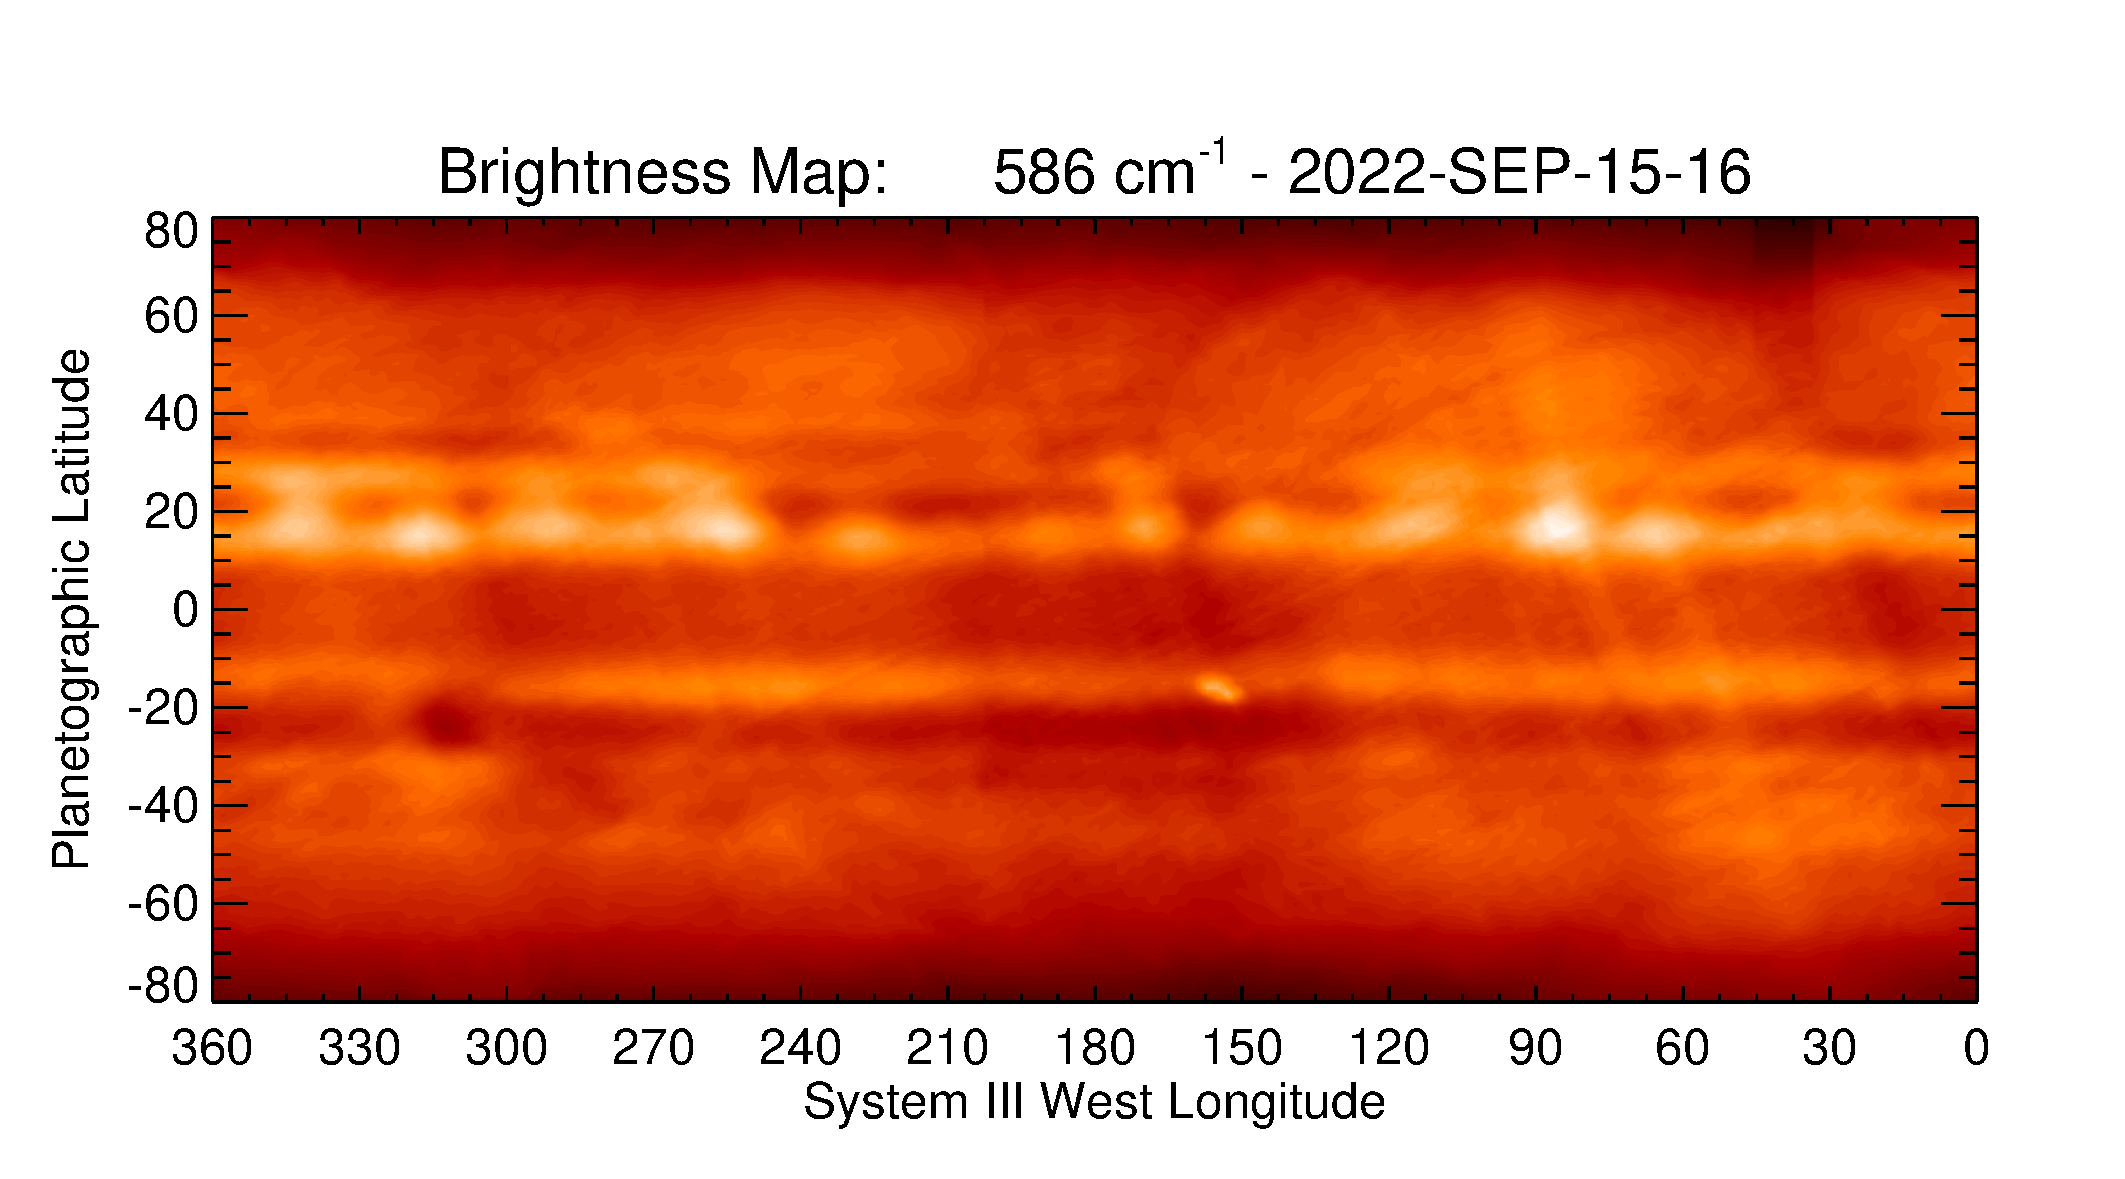 Brightness Map: 586 cm⁻¹ - 2022-SEP-15-16
80
60
40
20
0
-20
-40
-60
-80
Planetographic Latitude
360 330 300 270 240 210 180 150 120 90 60 30 0
System III West Longitude